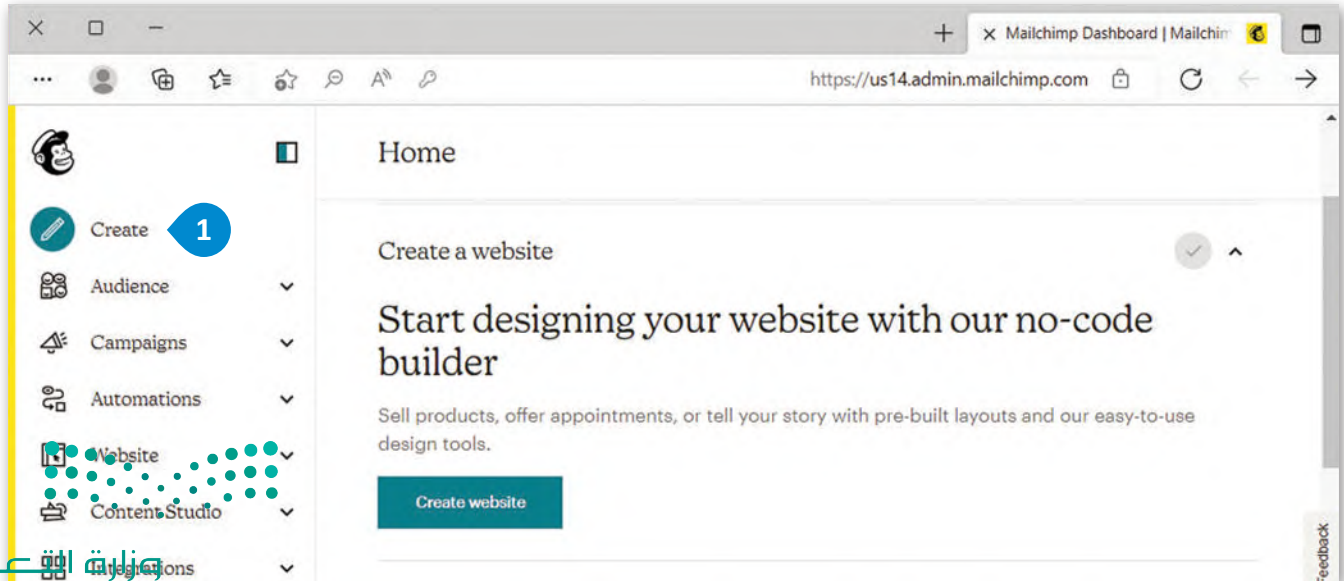 Mailchimp Dashboard | Mailchim
https://us14.admin.mailchimp.com
Home
Create
1
Audience
Campaigns
Automations
Website
Content Studio
Integrations
Create a website
Start designing your website with our no-code
builder
Sell products, offer appointments, or tell your story with pre-built layouts and our easy-to-use
design tools.
Create website
Feedback
وزارة